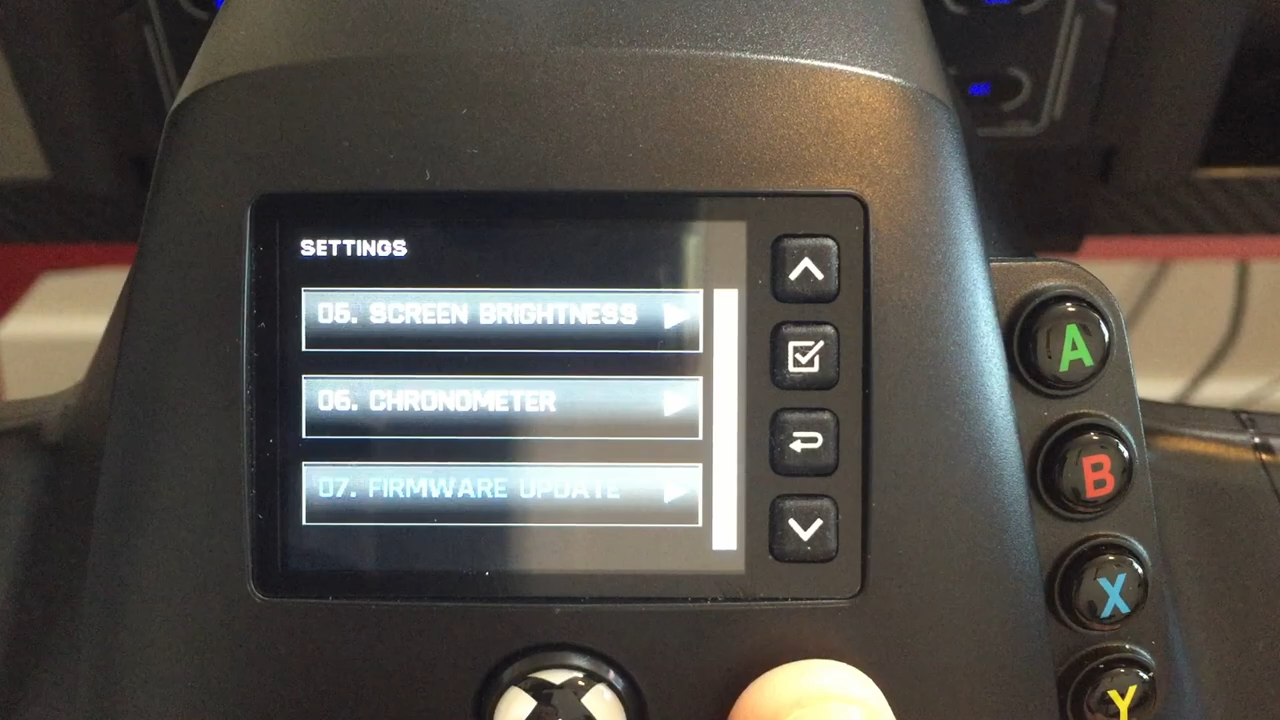 SETTINGS
05. SCREEN BRIGHTNESS
06. CHRONOMETER
07. FIRMWARE UPDATE
A
B
X
Y